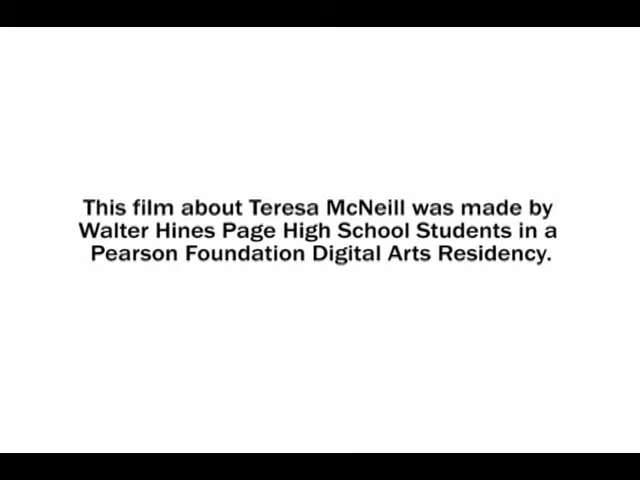 This film about Teresa McNeill was made by
Walter Hines Page High School Students in a
Pearson Foundation Digital Arts Residency.